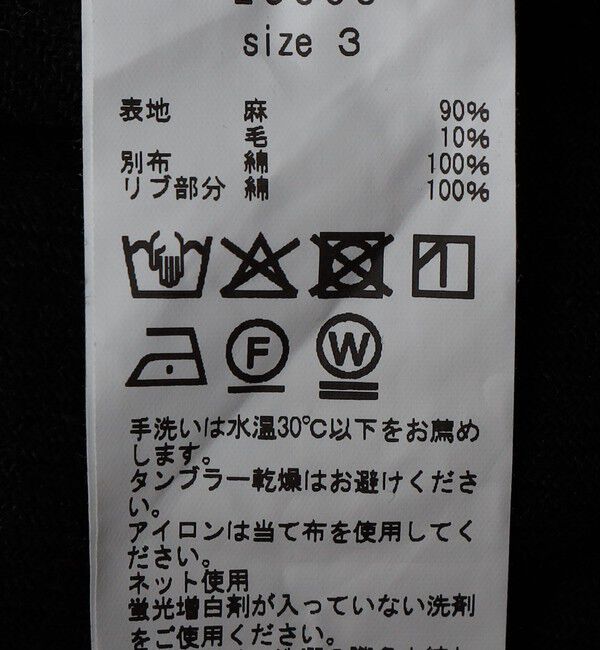 size 3
表地 麻 90%
毛 10%
別布 綿 100%
リブ部分 綿 100%
F W
手洗いは水温30℃以下をお薦め
します。
タンブラー乾燥はお避けくださ
い。
アイロンは当て布を使用してく
ださい。
ネット使用
蛍光増白剤が入っていない洗剤
をご使用ください。